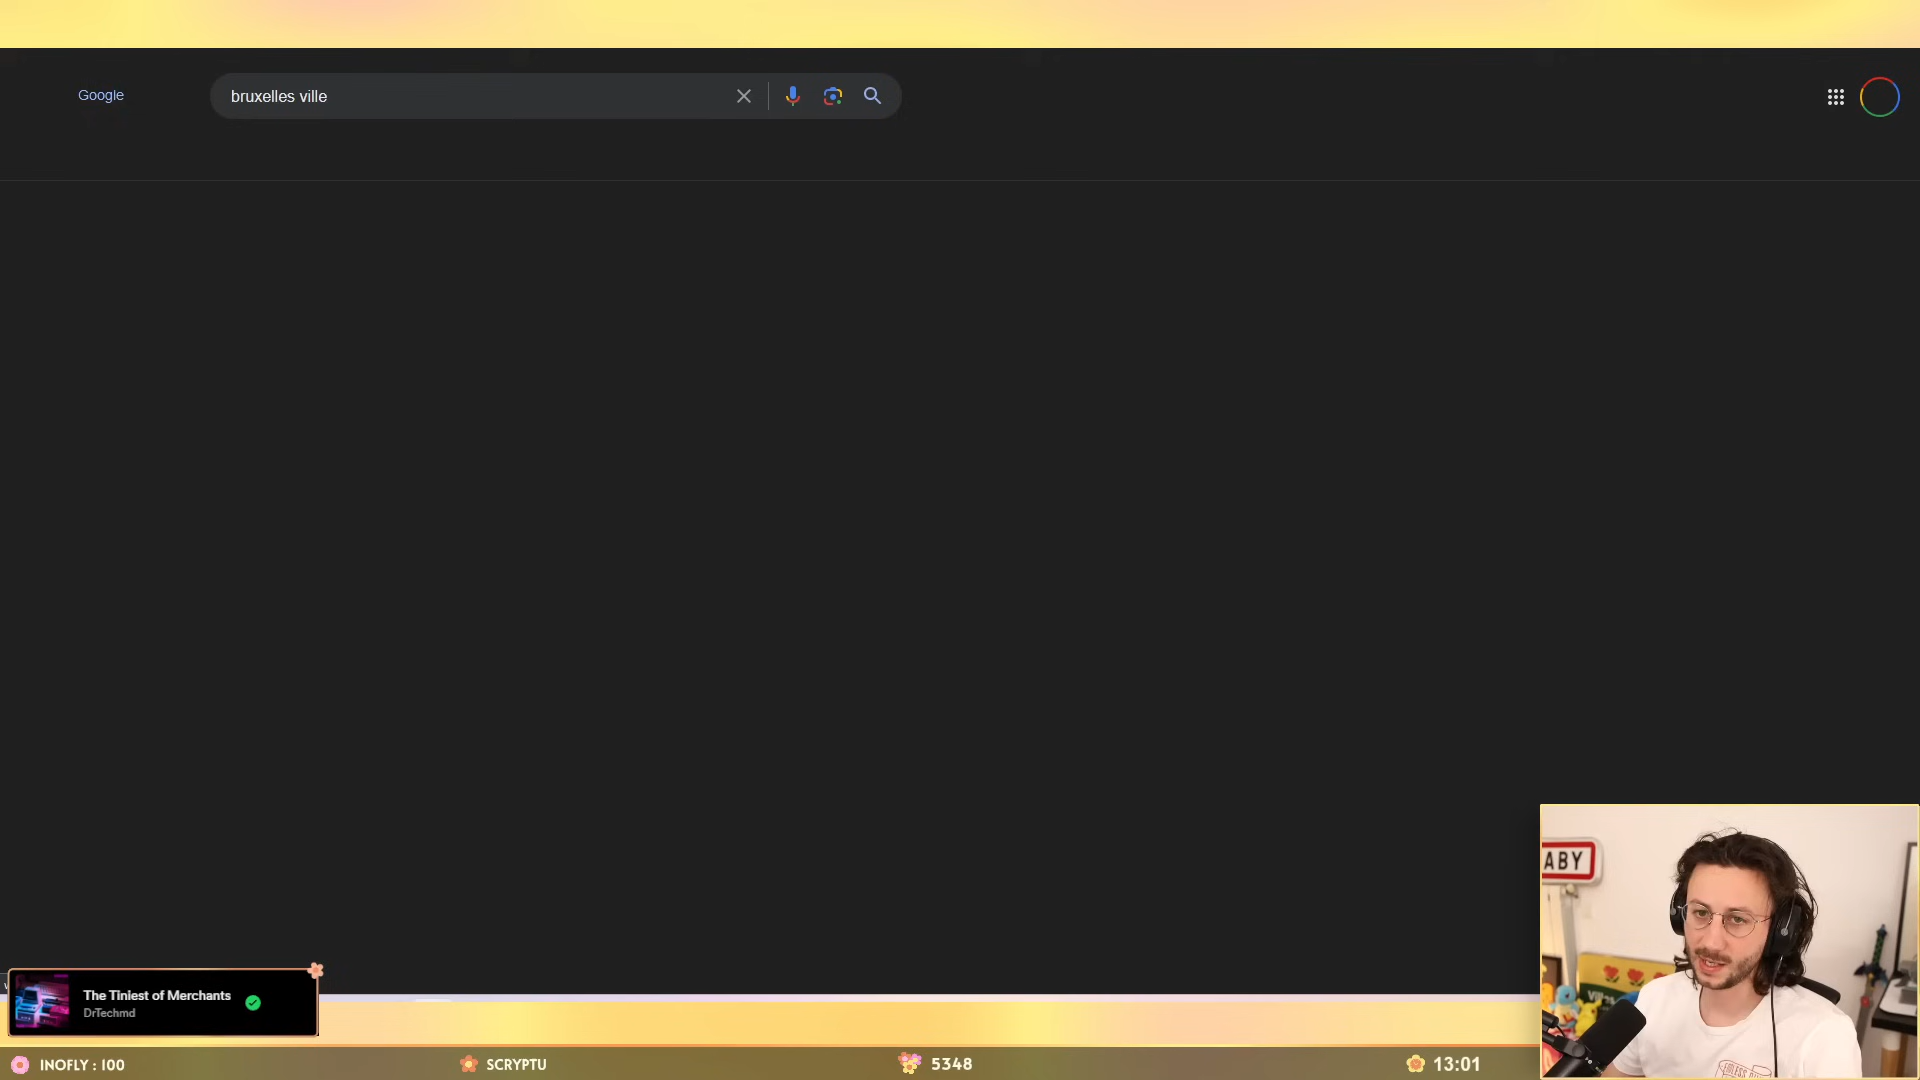 Google
bruxelles ville
ABY
The Tiniest of Merchants
DrTechmd
INOFLY : 100
SCRYPTU
5348
13:01